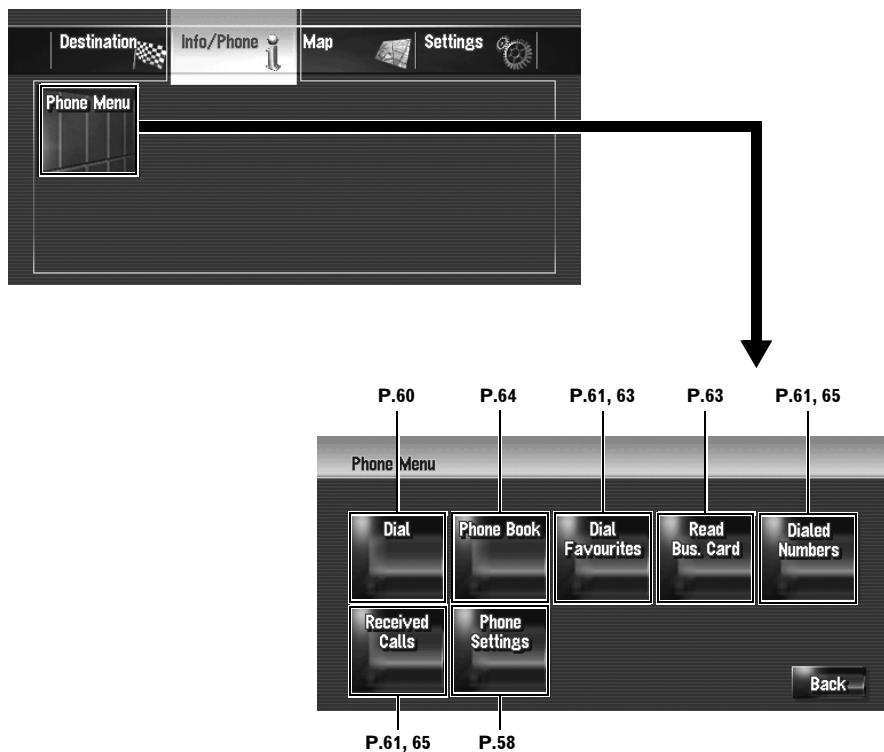 Destination Info/Phone Map Settings
Phone Menu
P.60 P.64 P.61, 63 P.63 P.61, 65
Phone Menu
Dial Phone Book Dial Favourites Read Bus. Card Dialed Numbers
Received Calls Phone Settings
Back
P.61, 65 P.58